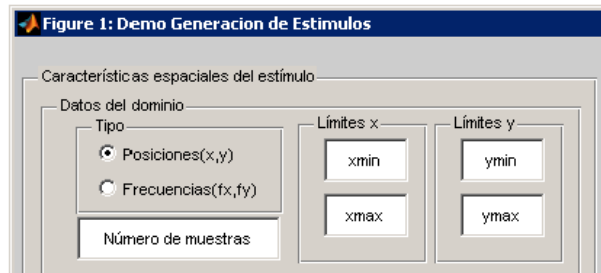 Figure 1: Demo Generacion de Estimulos
Características espaciales del estímulo
Datos del dominio
Tipo
Posiciones(x,y)
Frecuencias(fx,fy)
Número de muestras
Límites x
xmin
xmax
Límites y
ymin
ymax